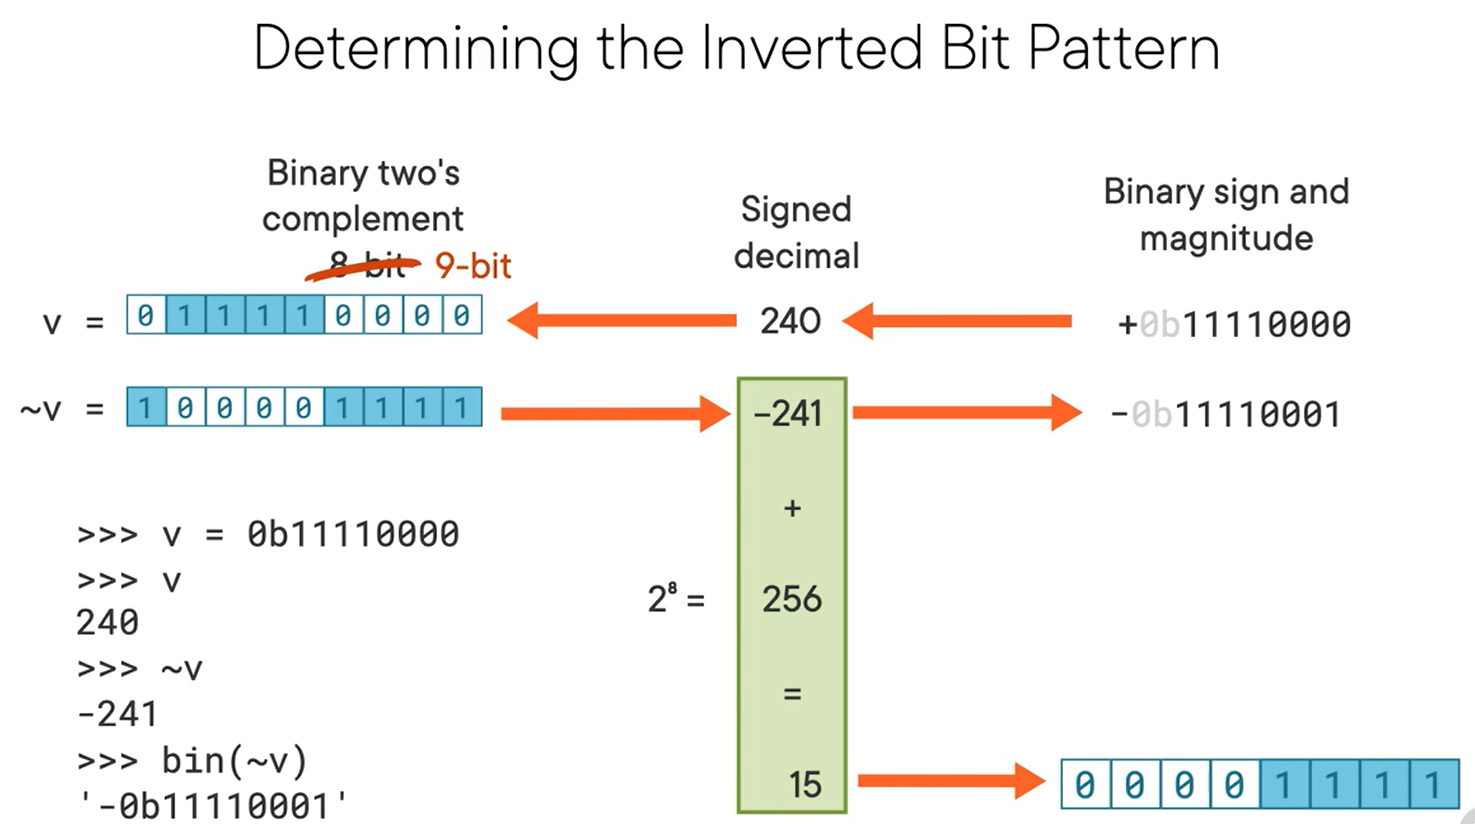 Determining the Inverted Bit Pattern
Binary two's
complement
8-bit 9-bit
Signed
decimal
Binary sign and
magnitude
v = 0 1 1 1 1 0 0 0 0
240
+0b11110000
~v = 1 0 0 0 0 1 1 1 1
-241
-0b11110001
+
2⁸ = 256
=
15
0 0 0 0 1 1 1 1
>>> v = 0b11110000
>>> v
240
>>> ~v
-241
>>> bin(~v)
'-0b11110001'